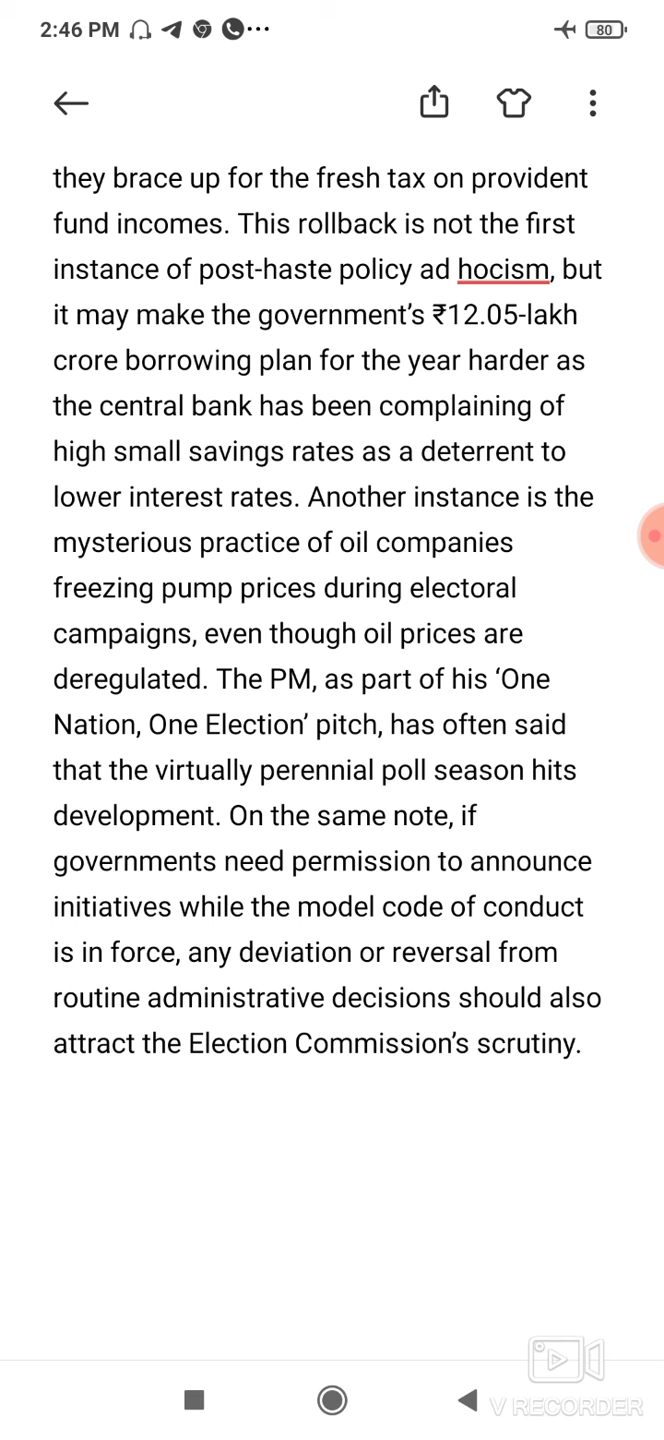 2:46 PM
80
they brace up for the fresh tax on provident
fund incomes. This rollback is not the first
instance of post-haste policy ad hocism, but
it may make the government’s ₹12.05-lakh
crore borrowing plan for the year harder as
the central bank has been complaining of
high small savings rates as a deterrent to
lower interest rates. Another instance is the
mysterious practice of oil companies
freezing pump prices during electoral
campaigns, even though oil prices are
deregulated. The PM, as part of his ‘One
Nation, One Election’ pitch, has often said
that the virtually perennial poll season hits
development. On the same note, if
governments need permission to announce
initiatives while the model code of conduct
is in force, any deviation or reversal from
routine administrative decisions should also
attract the Election Commission’s scrutiny.
V RECORDER